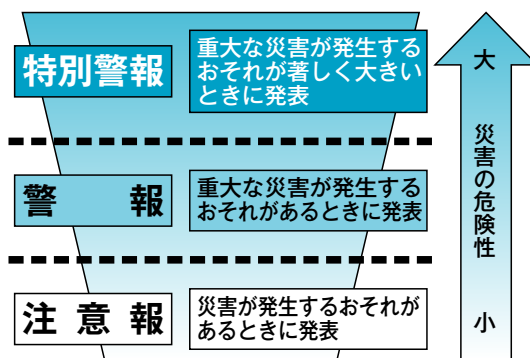 特別警報
重大な災害が発生する
おそれが著しく大きい
ときに発表
警報
重大な災害が発生する
おそれがあるときに発表
注意報
災害が発生するおそれが
あるときに発表
大
災害の危険性
小